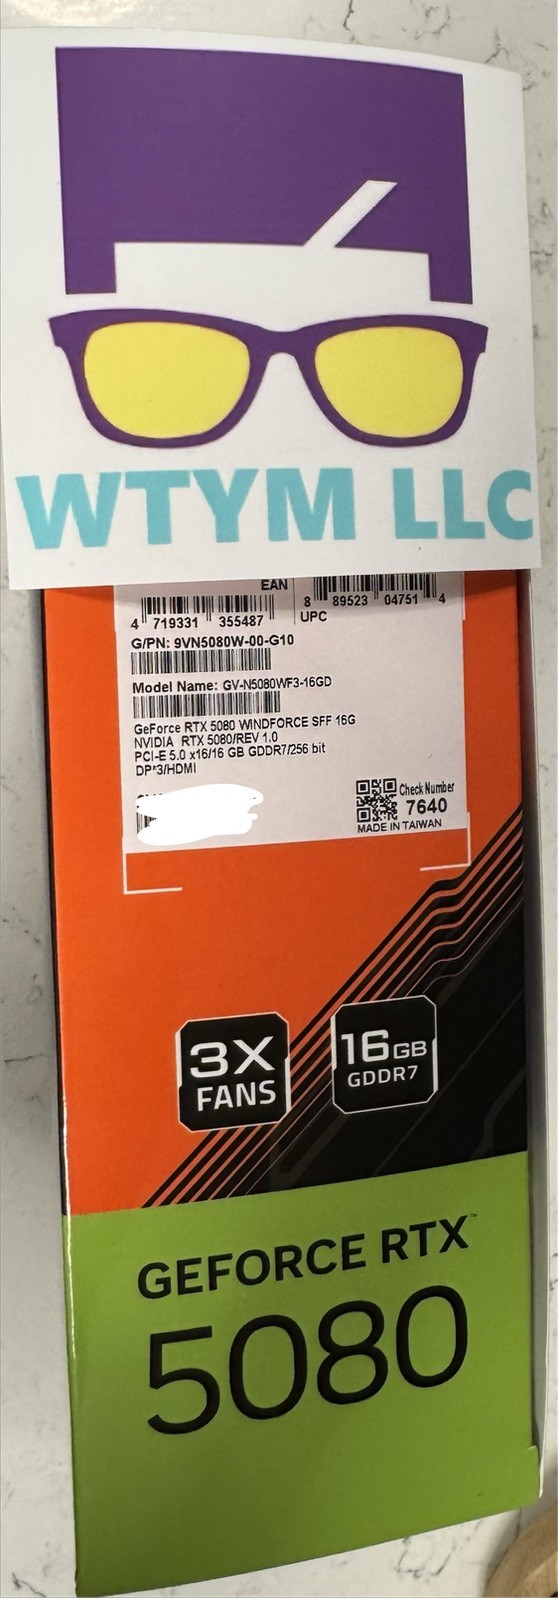 WTYM LLC
EAN
4 719331 355487
8 89523 04751 4
UPC
G/PN: 9VN5080W-00-G10
Model Name: GV-N5080WF3-16GD
GeForce RTX 5080 WINDFORCE SFF 16G
NVIDIA RTX 5080/REV 1.0
PCI-E 5.0 x16/16 GB GDDR7/256 bit
DP*3/HDMI
Check Number
7640
MADE IN TAIWAN
3X
FANS
16GB
GDDR7
GEFORCE RTX™
5080